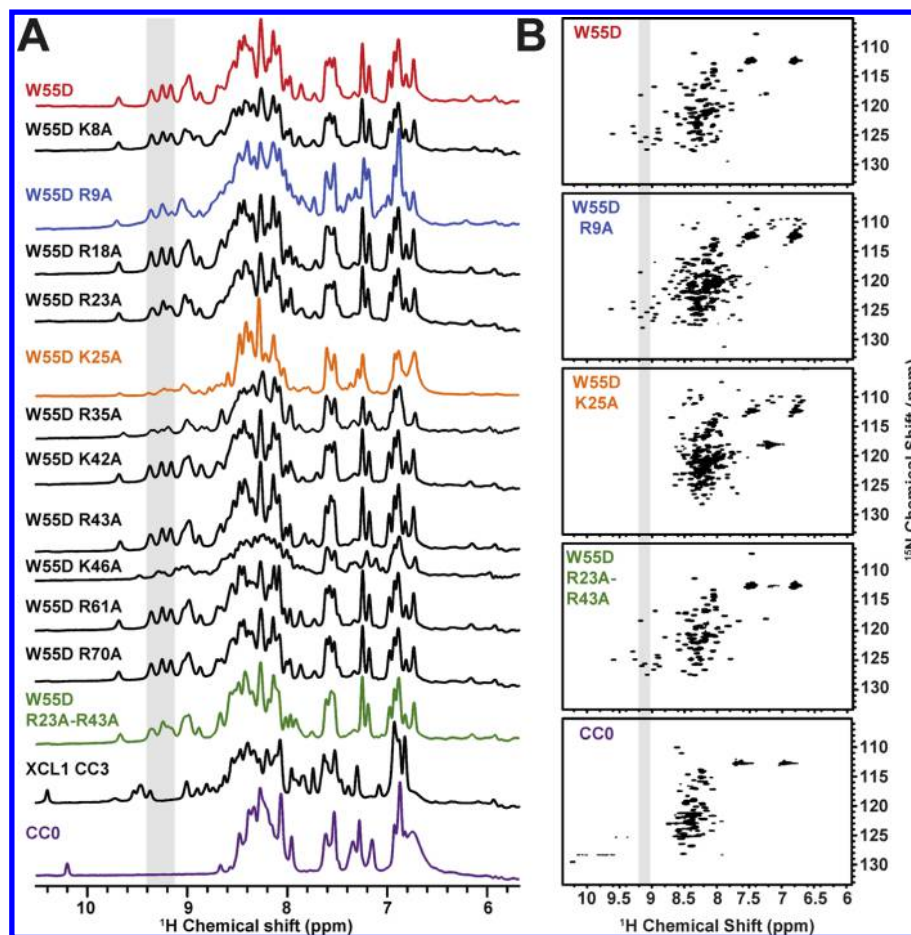 A
W55D
W55D K8A
W55D R9A
W55D R18A
W55D R23A
W55D K25A
W55D R35A
W55D K42A
W55D R43A
W55D K46A
W55D R61A
W55D R70A
W55D
R23A-R43A
XCL1 CC3
CC0
10 9 8 7 6
¹H Chemical shift (ppm)
B
W55D
110
115
120
125
130
W55D
R9A
110
115
120
125
130
W55D
K25A
110
115
120
125
130
W55D
R23A-
R43A
110
115
120
125
130
CC0
110
115
120
125
130
10 9.5 9 8.5 8 7.5 7 6.5 6
¹H Chemical Shift (ppm)
¹⁵N Chemical Shift (ppm)